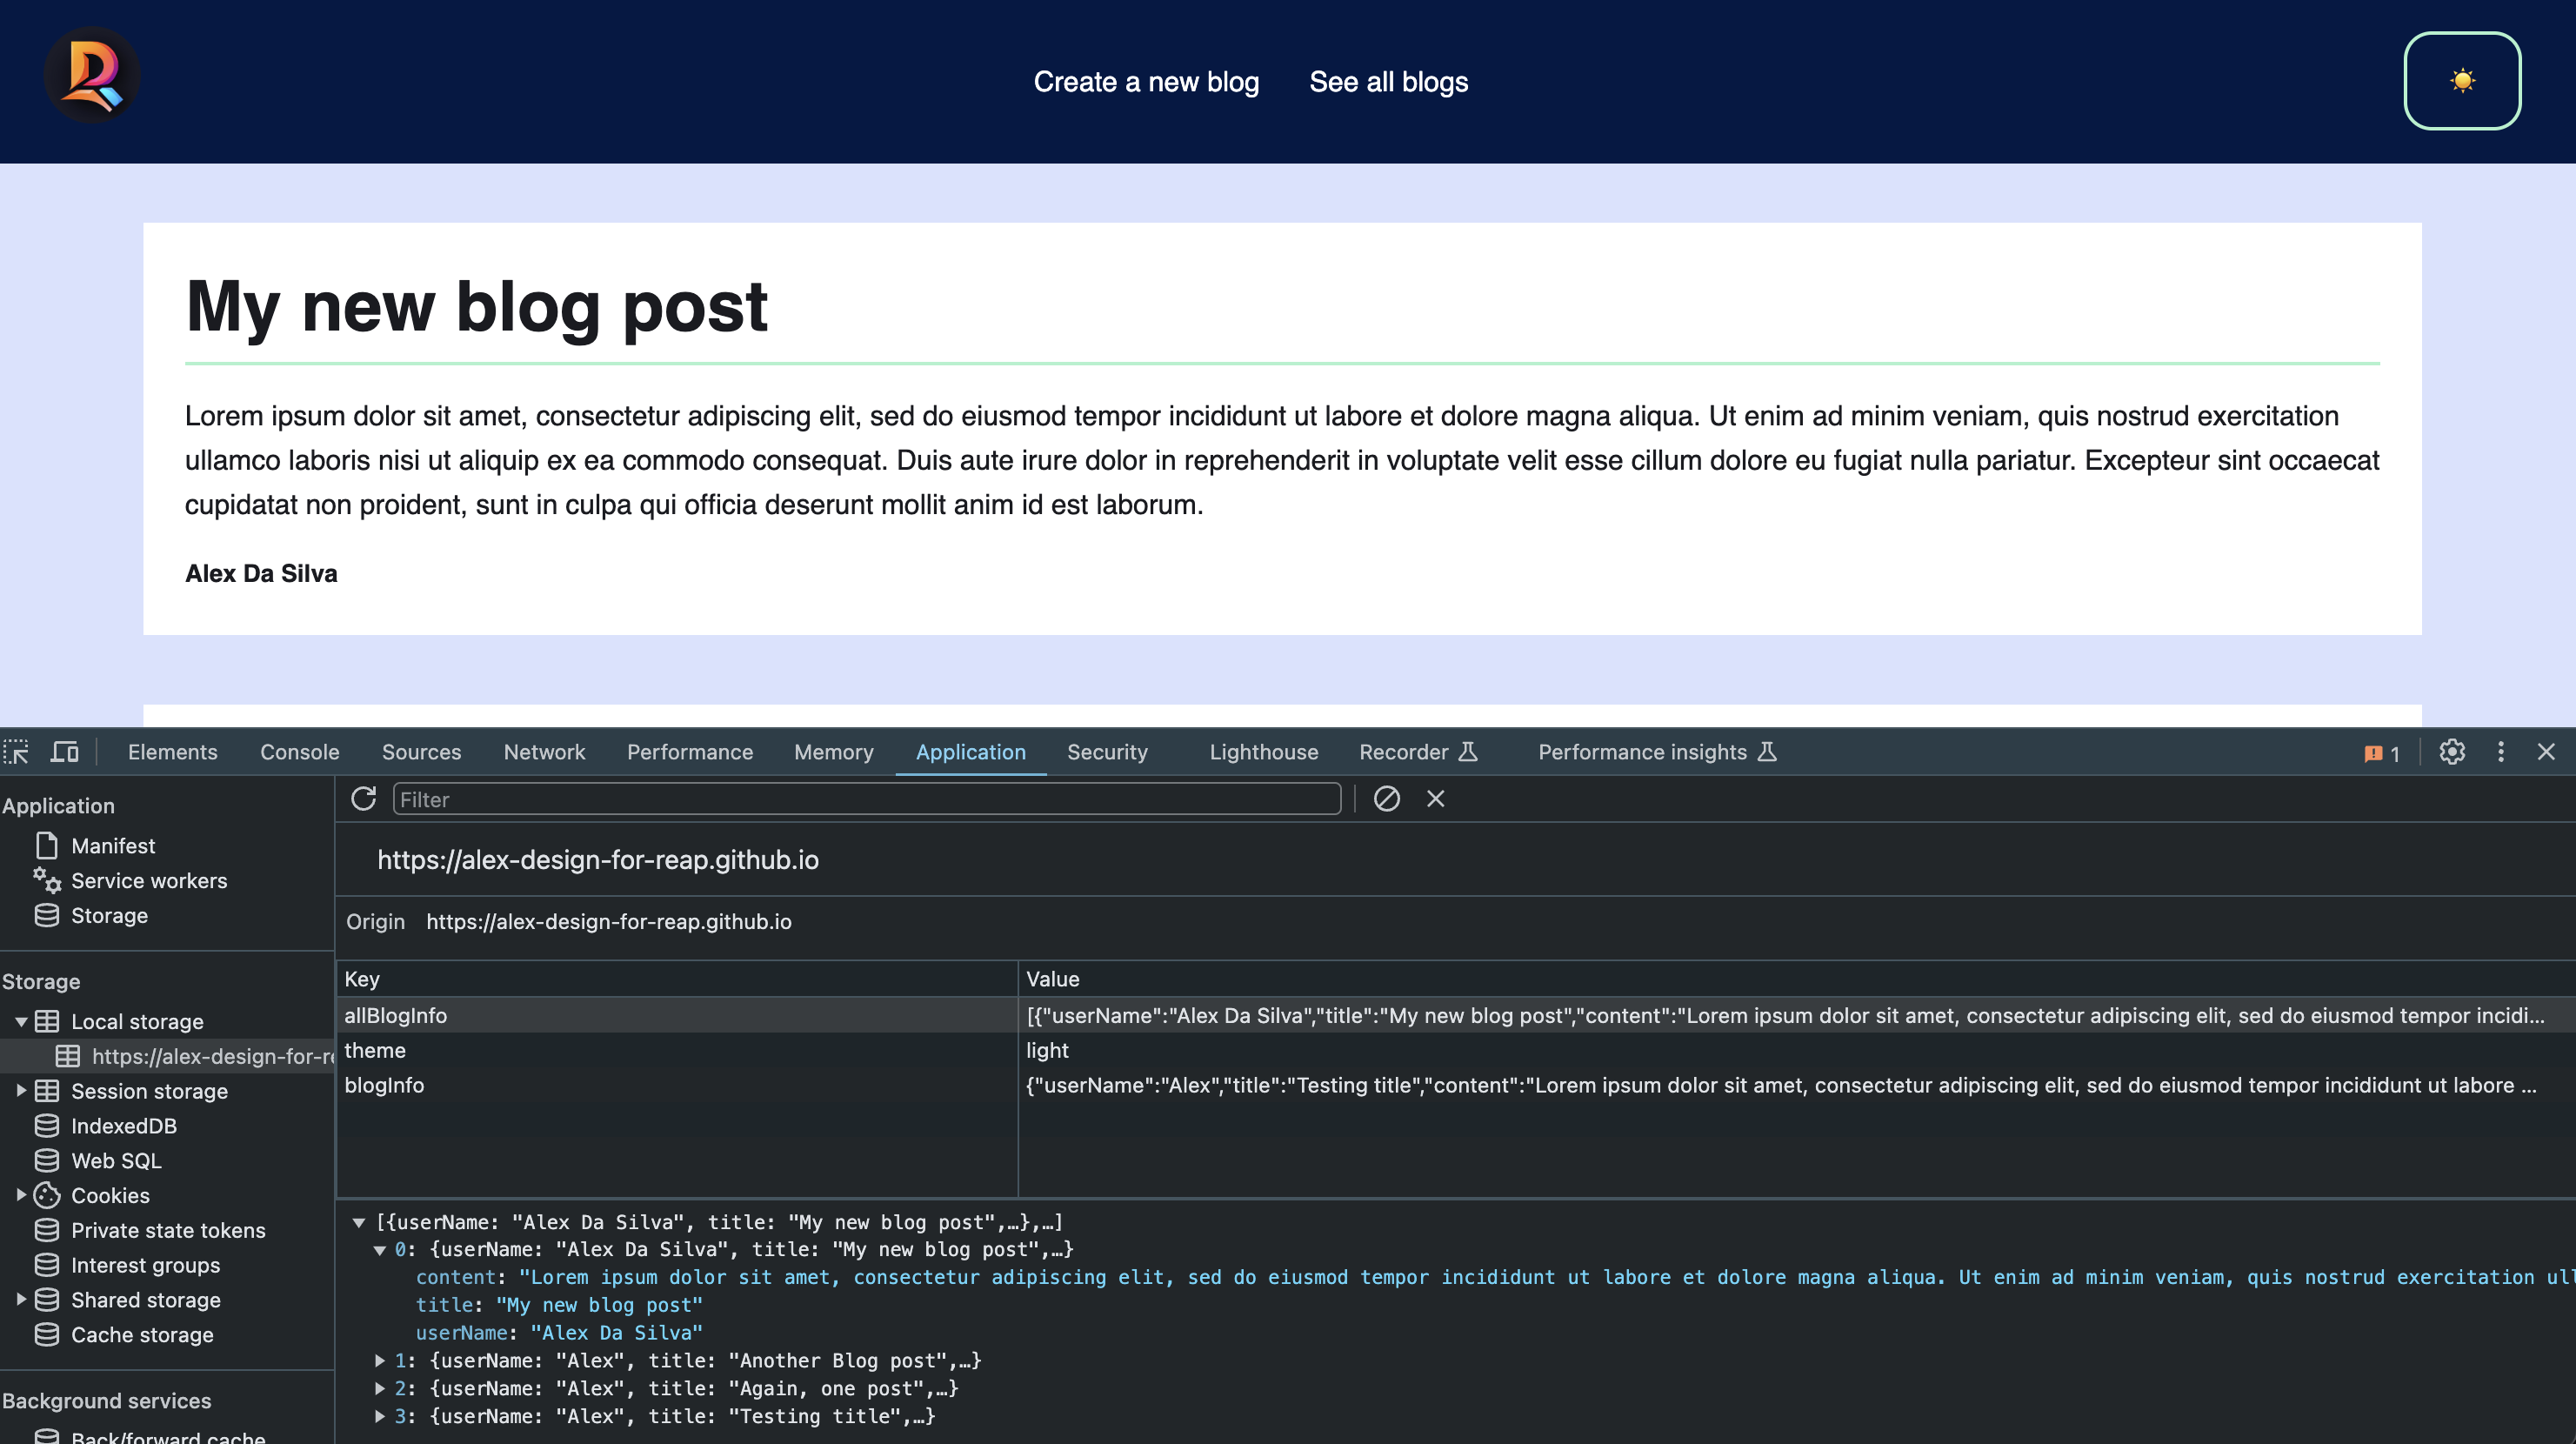 Create a new blog
See all blogs
My new blog post
Lorem ipsum dolor sit amet, consectetur adipiscing elit, sed do eiusmod tempor incididunt ut labore et dolore magna aliqua. Ut enim ad minim veniam, quis nostrud exercitation
ullamco laboris nisi ut aliquip ex ea commodo consequat. Duis aute irure dolor in reprehenderit in voluptate velit esse cillum dolore eu fugiat nulla pariatur. Excepteur sint occaecat
cupidatat non proident, sunt in culpa qui officia deserunt mollit anim id est laborum.
Alex Da Silva
Elements Console Sources Network Performance Memory Application Security Lighthouse Recorder Performance insights 1
Application
Manifest
Service workers
Storage
Storage
Local storage
https://alex-design-for-re
Session storage
IndexedDB
Web SQL
Cookies
Private state tokens
Interest groups
Shared storage
Cache storage
Background services
Back/forward cache
Filter
https://alex-design-for-reap.github.io
Origin https://alex-design-for-reap.github.io
Key Value
allBlogInfo [{"userName":"Alex Da Silva","title":"My new blog post","content":"Lorem ipsum dolor sit amet, consectetur adipiscing elit, sed do eiusmod tempor incidi...
theme light
blogInfo {"userName":"Alex","title":"Testing title","content":"Lorem ipsum dolor sit amet, consectetur adipiscing elit, sed do eiusmod tempor incididunt ut labore ...
[{userName: "Alex Da Silva", title: "My new blog post",…},…]
0: {userName: "Alex Da Silva", title: "My new blog post",…}
content: "Lorem ipsum dolor sit amet, consectetur adipiscing elit, sed do eiusmod tempor incididunt ut labore et dolore magna aliqua. Ut enim ad minim veniam, quis nostrud exercitation ull
title: "My new blog post"
userName: "Alex Da Silva"
1: {userName: "Alex", title: "Another Blog post",…}
2: {userName: "Alex", title: "Again, one post",…}
3: {userName: "Alex", title: "Testing title",…}